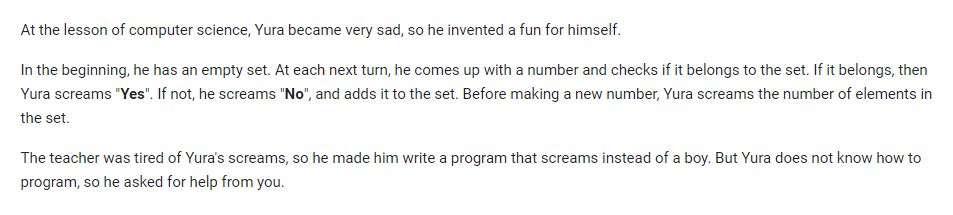 At the lesson of computer science, Yura became very sad, so he invented a fun for himself.
In the beginning, he has an empty set. At each next turn, he comes up with a number and checks if it belongs to the set. If it belongs, then
Yura screams "Yes". If not, he screams "No", and adds it to the set. Before making a new number, Yura screams the number of elements in
the set.
The teacher was tired of Yura's screams, so he made him write a program that screams instead of a boy. But Yura does not know how to
program, so he asked for help from you.